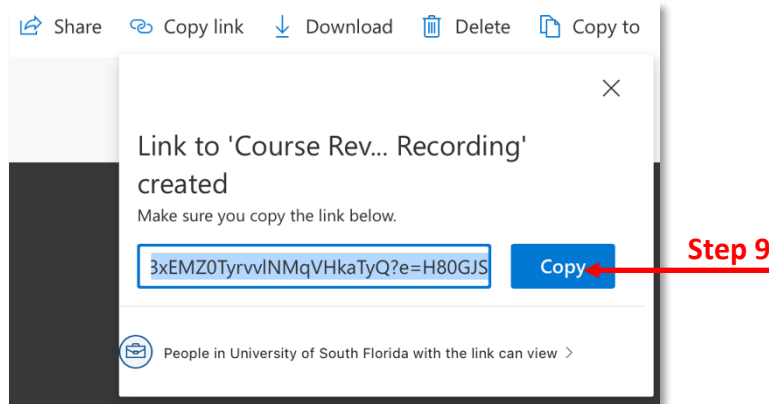 Share Copy link Download Delete Copy to
Link to 'Course Rev... Recording'
created
Make sure you copy the link below.
3xEMZ0TyrvvlNMqVHkaTyQ?e=H80GJS Copy
Step 9
People in University of South Florida with the link can view >